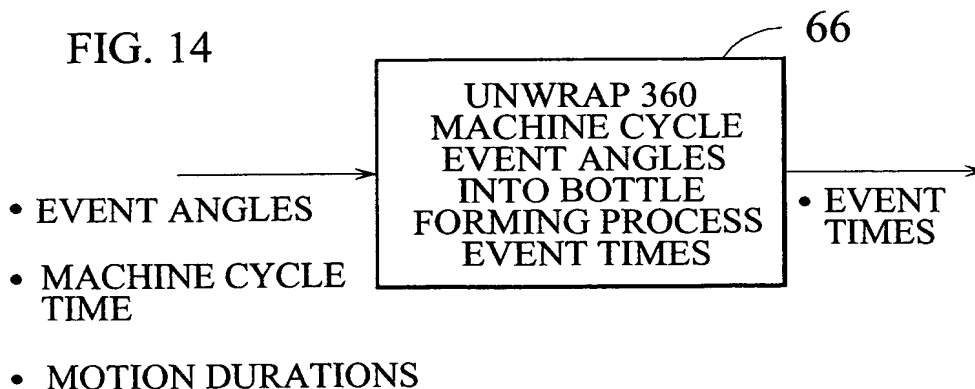 FIG. 14
66
UNWRAP 360
MACHINE CYCLE
EVENT ANGLES
INTO BOTTLE
FORMING PROCESS
EVENT TIMES
• EVENT ANGLES
• MACHINE CYCLE
TIME
• MOTION DURATIONS
• EVENT
TIMES